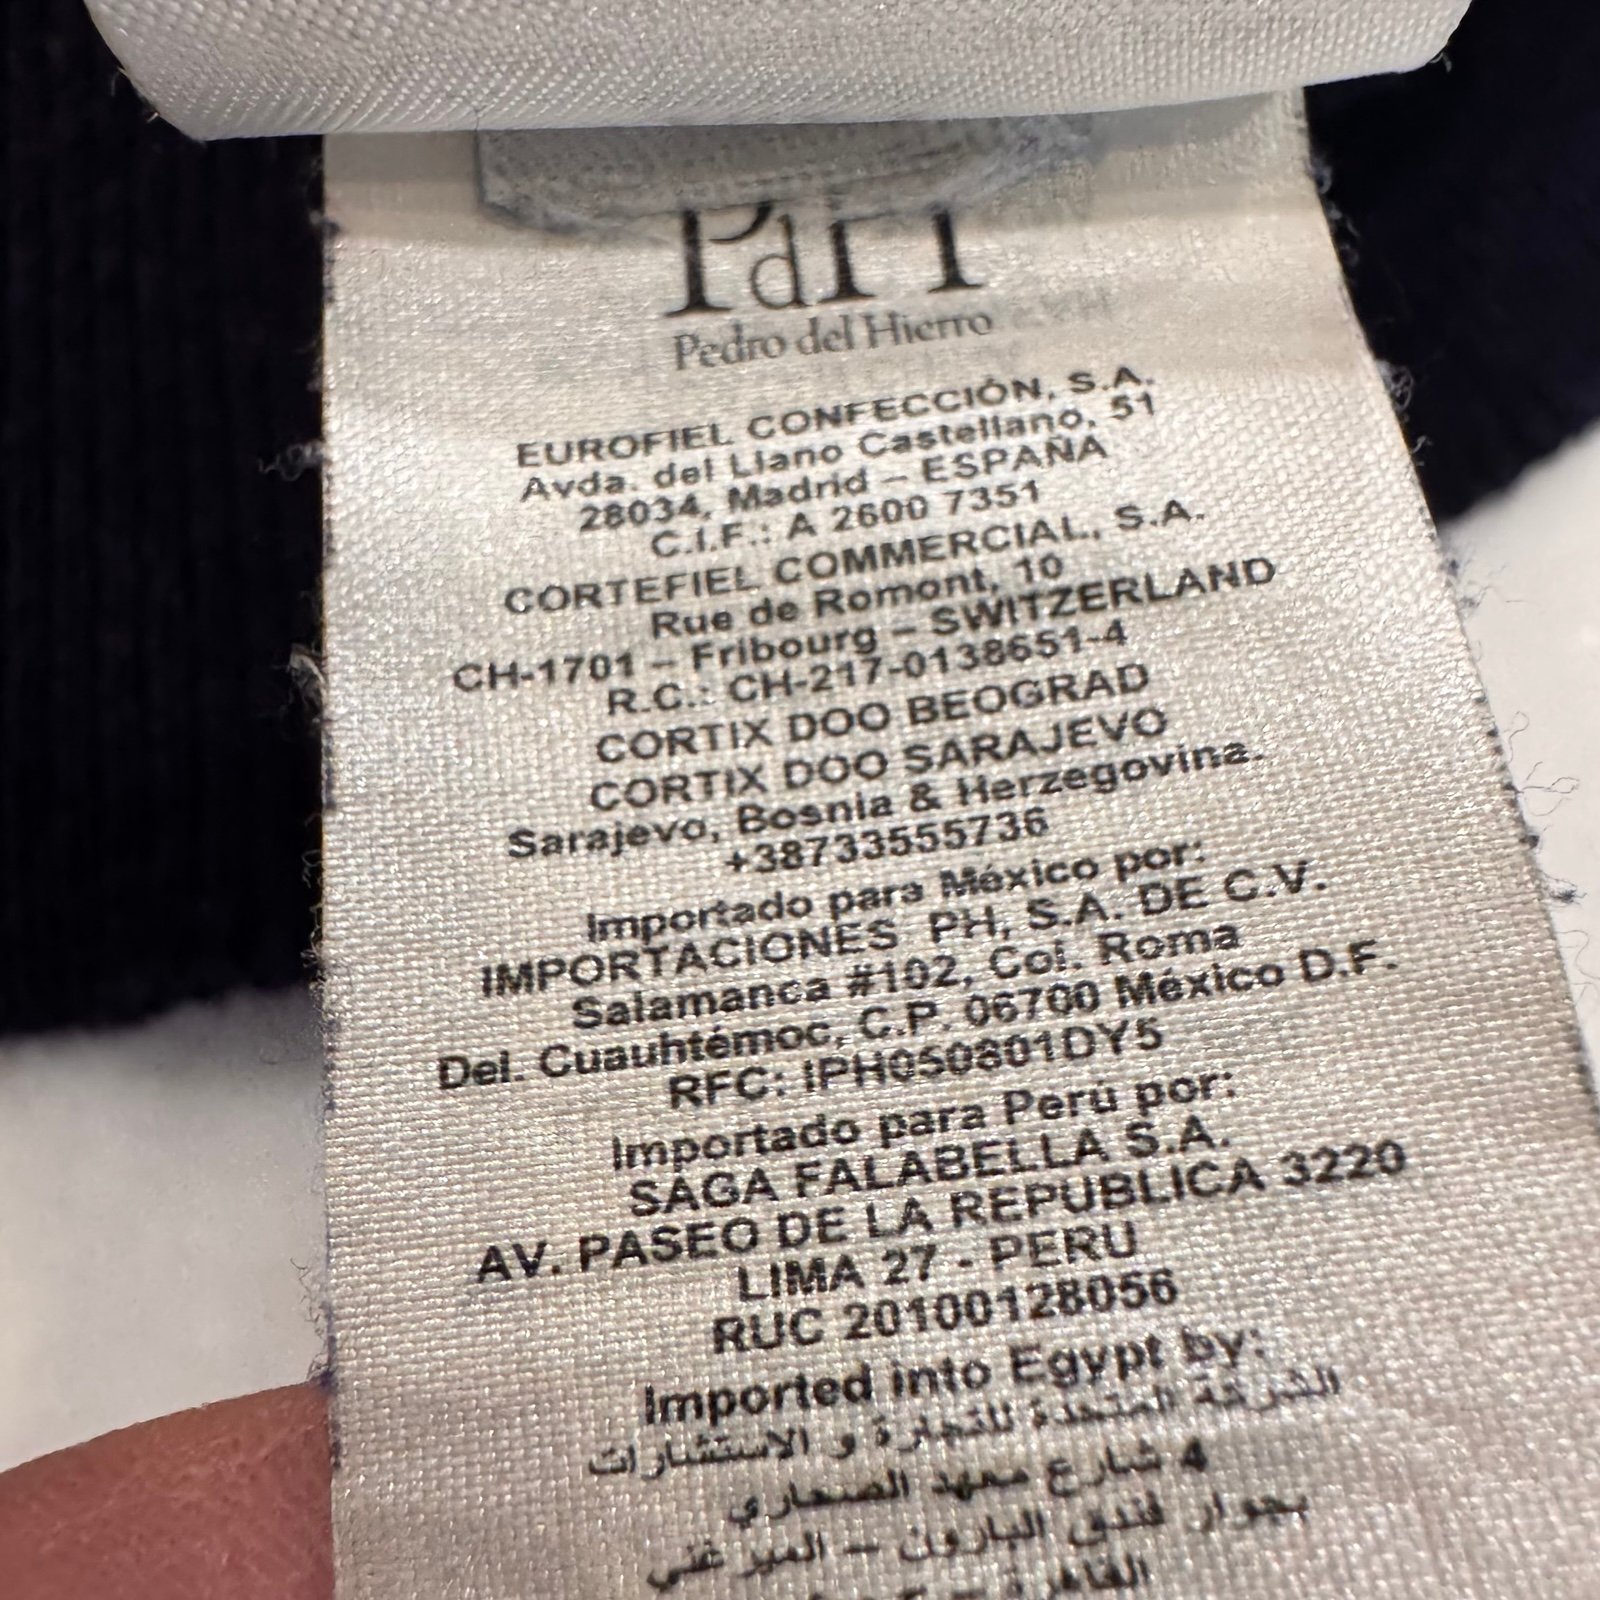 PdH
Pedro del Hierro
EUROFIEL CONFECCIÓN, S.A.
Avda. del Llano Castellano, 51
28034, Madrid – ESPAÑA
C.I.F.: A 2600 7351
CORTEFIEL COMMERCIAL, S.A.
Rue de Romont, 10
CH-1701 – Fribourg – SWITZERLAND
R.C.: CH-217-0138651-4
CORTIX DOO BEOGRAD
CORTIX DOO SARAJEVO
Sarajevo, Bosnia & Herzegovina.
+38733555736
Importado para México por:
IMPORTACIONES PH, S.A. DE C.V.
Salamanca #102, Col. Roma
Del. Cuauhtémoc, C.P. 06700 México D.F.
RFC: IPH050801DY5
Importado para Perú por:
SAGA FALABELLA S.A.
AV. PASEO DE LA REPUBLICA 3220
LIMA 27 - PERU
RUC 20100128056
Imported into Egypt by:
الشركة المتحدة للتجارة و الاستشارات
4 شارع معهد الصحاري
بجوار فندق البارون – الميرغني
القاهرة –